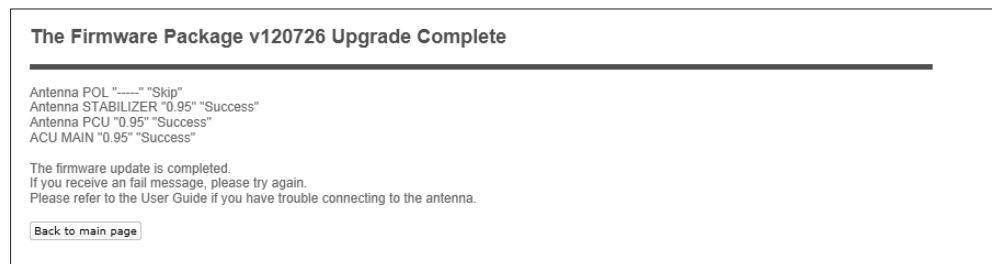 The Firmware Package v120726 Upgrade Complete
Antenna POL "-----" "Skip"
Antenna STABILIZER "0.95" "Success"
Antenna PCU "0.95" "Success"
ACU MAIN "0.95" "Success"
The firmware update is completed.
If you receive an fail message, please try again.
Please refer to the User Guide if you have trouble connecting to the antenna.
Back to main page